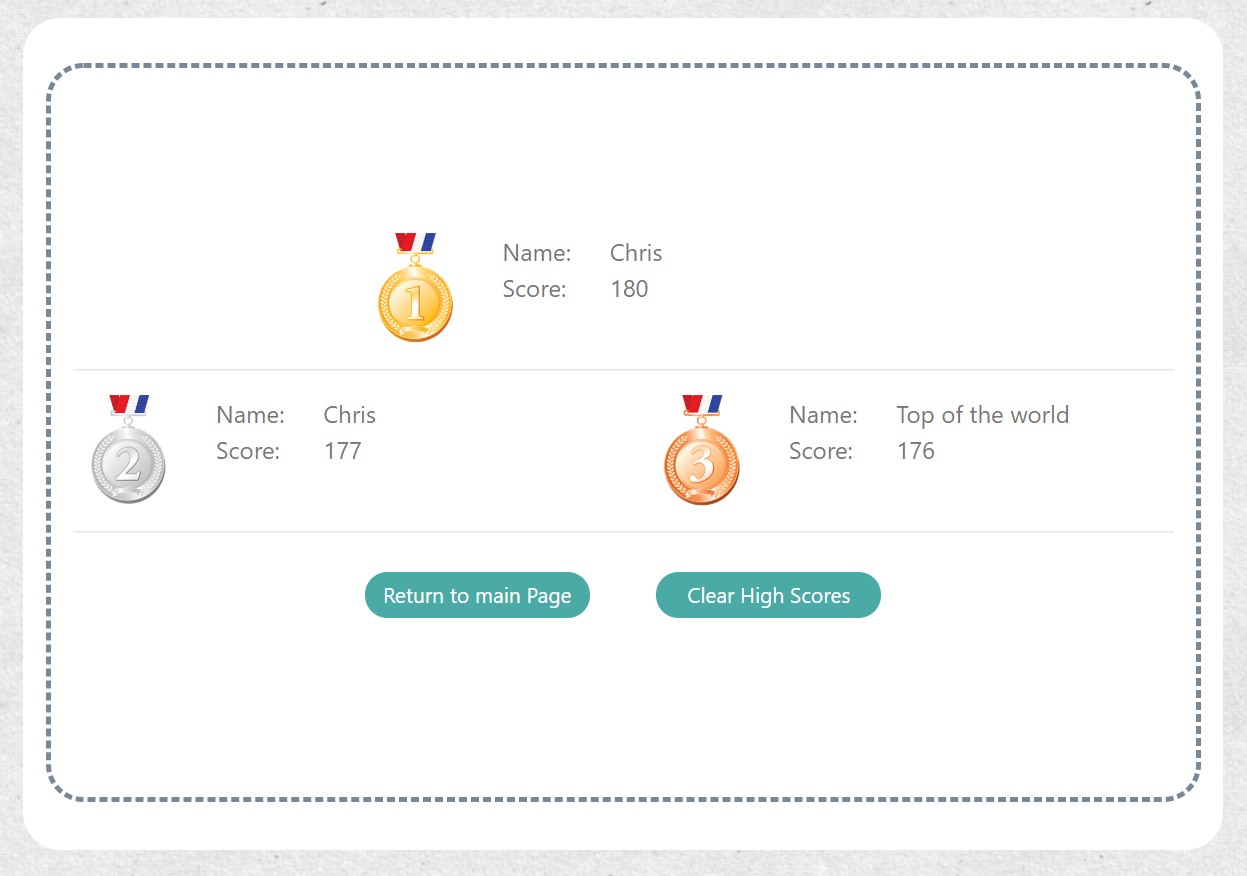 1
Name: Chris
Score: 180
2
Name: Chris
Score: 177
3
Name: Top of the world
Score: 176
Return to main Page
Clear High Scores